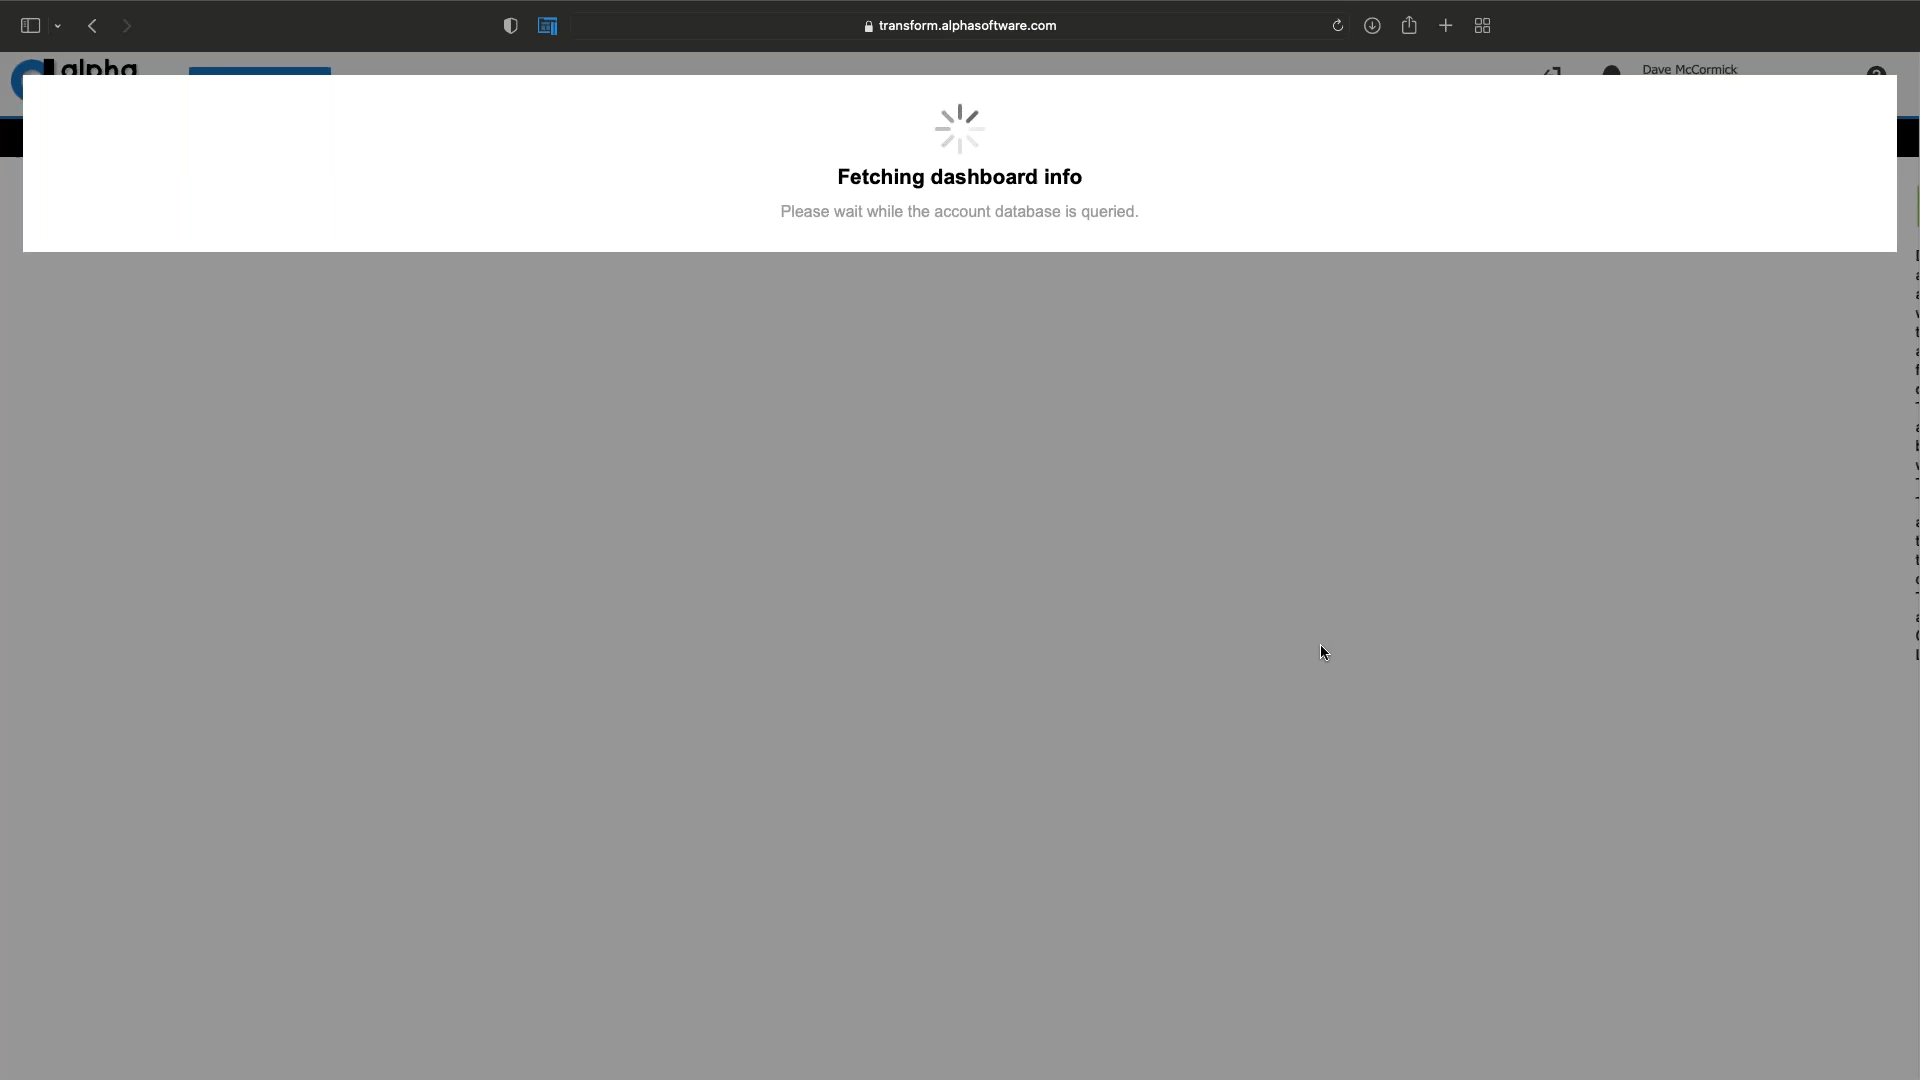 transform.alphasoftware.com
alpha
Dave McCormick
Fetching dashboard info
Please wait while the account database is queried.